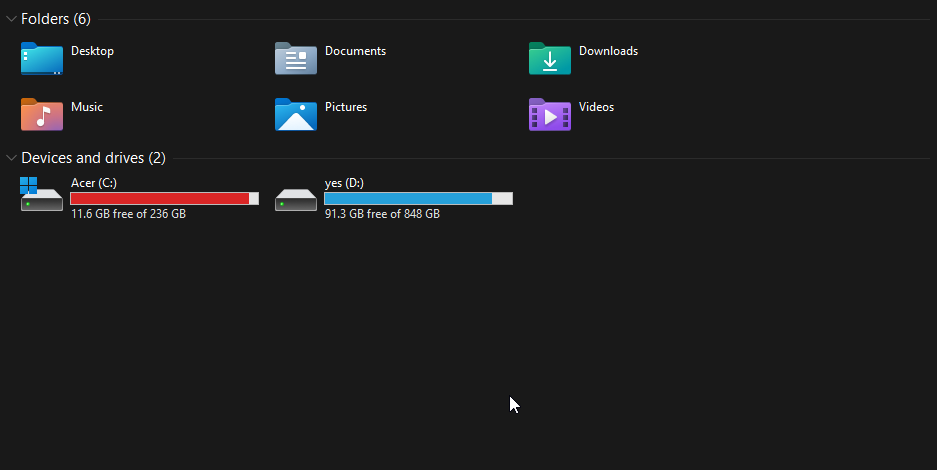 Folders (6)
Desktop
Documents
Downloads
Music
Pictures
Videos
Devices and drives (2)
Acer (C:)
11.6 GB free of 236 GB
yes (D:)
91.3 GB free of 848 GB